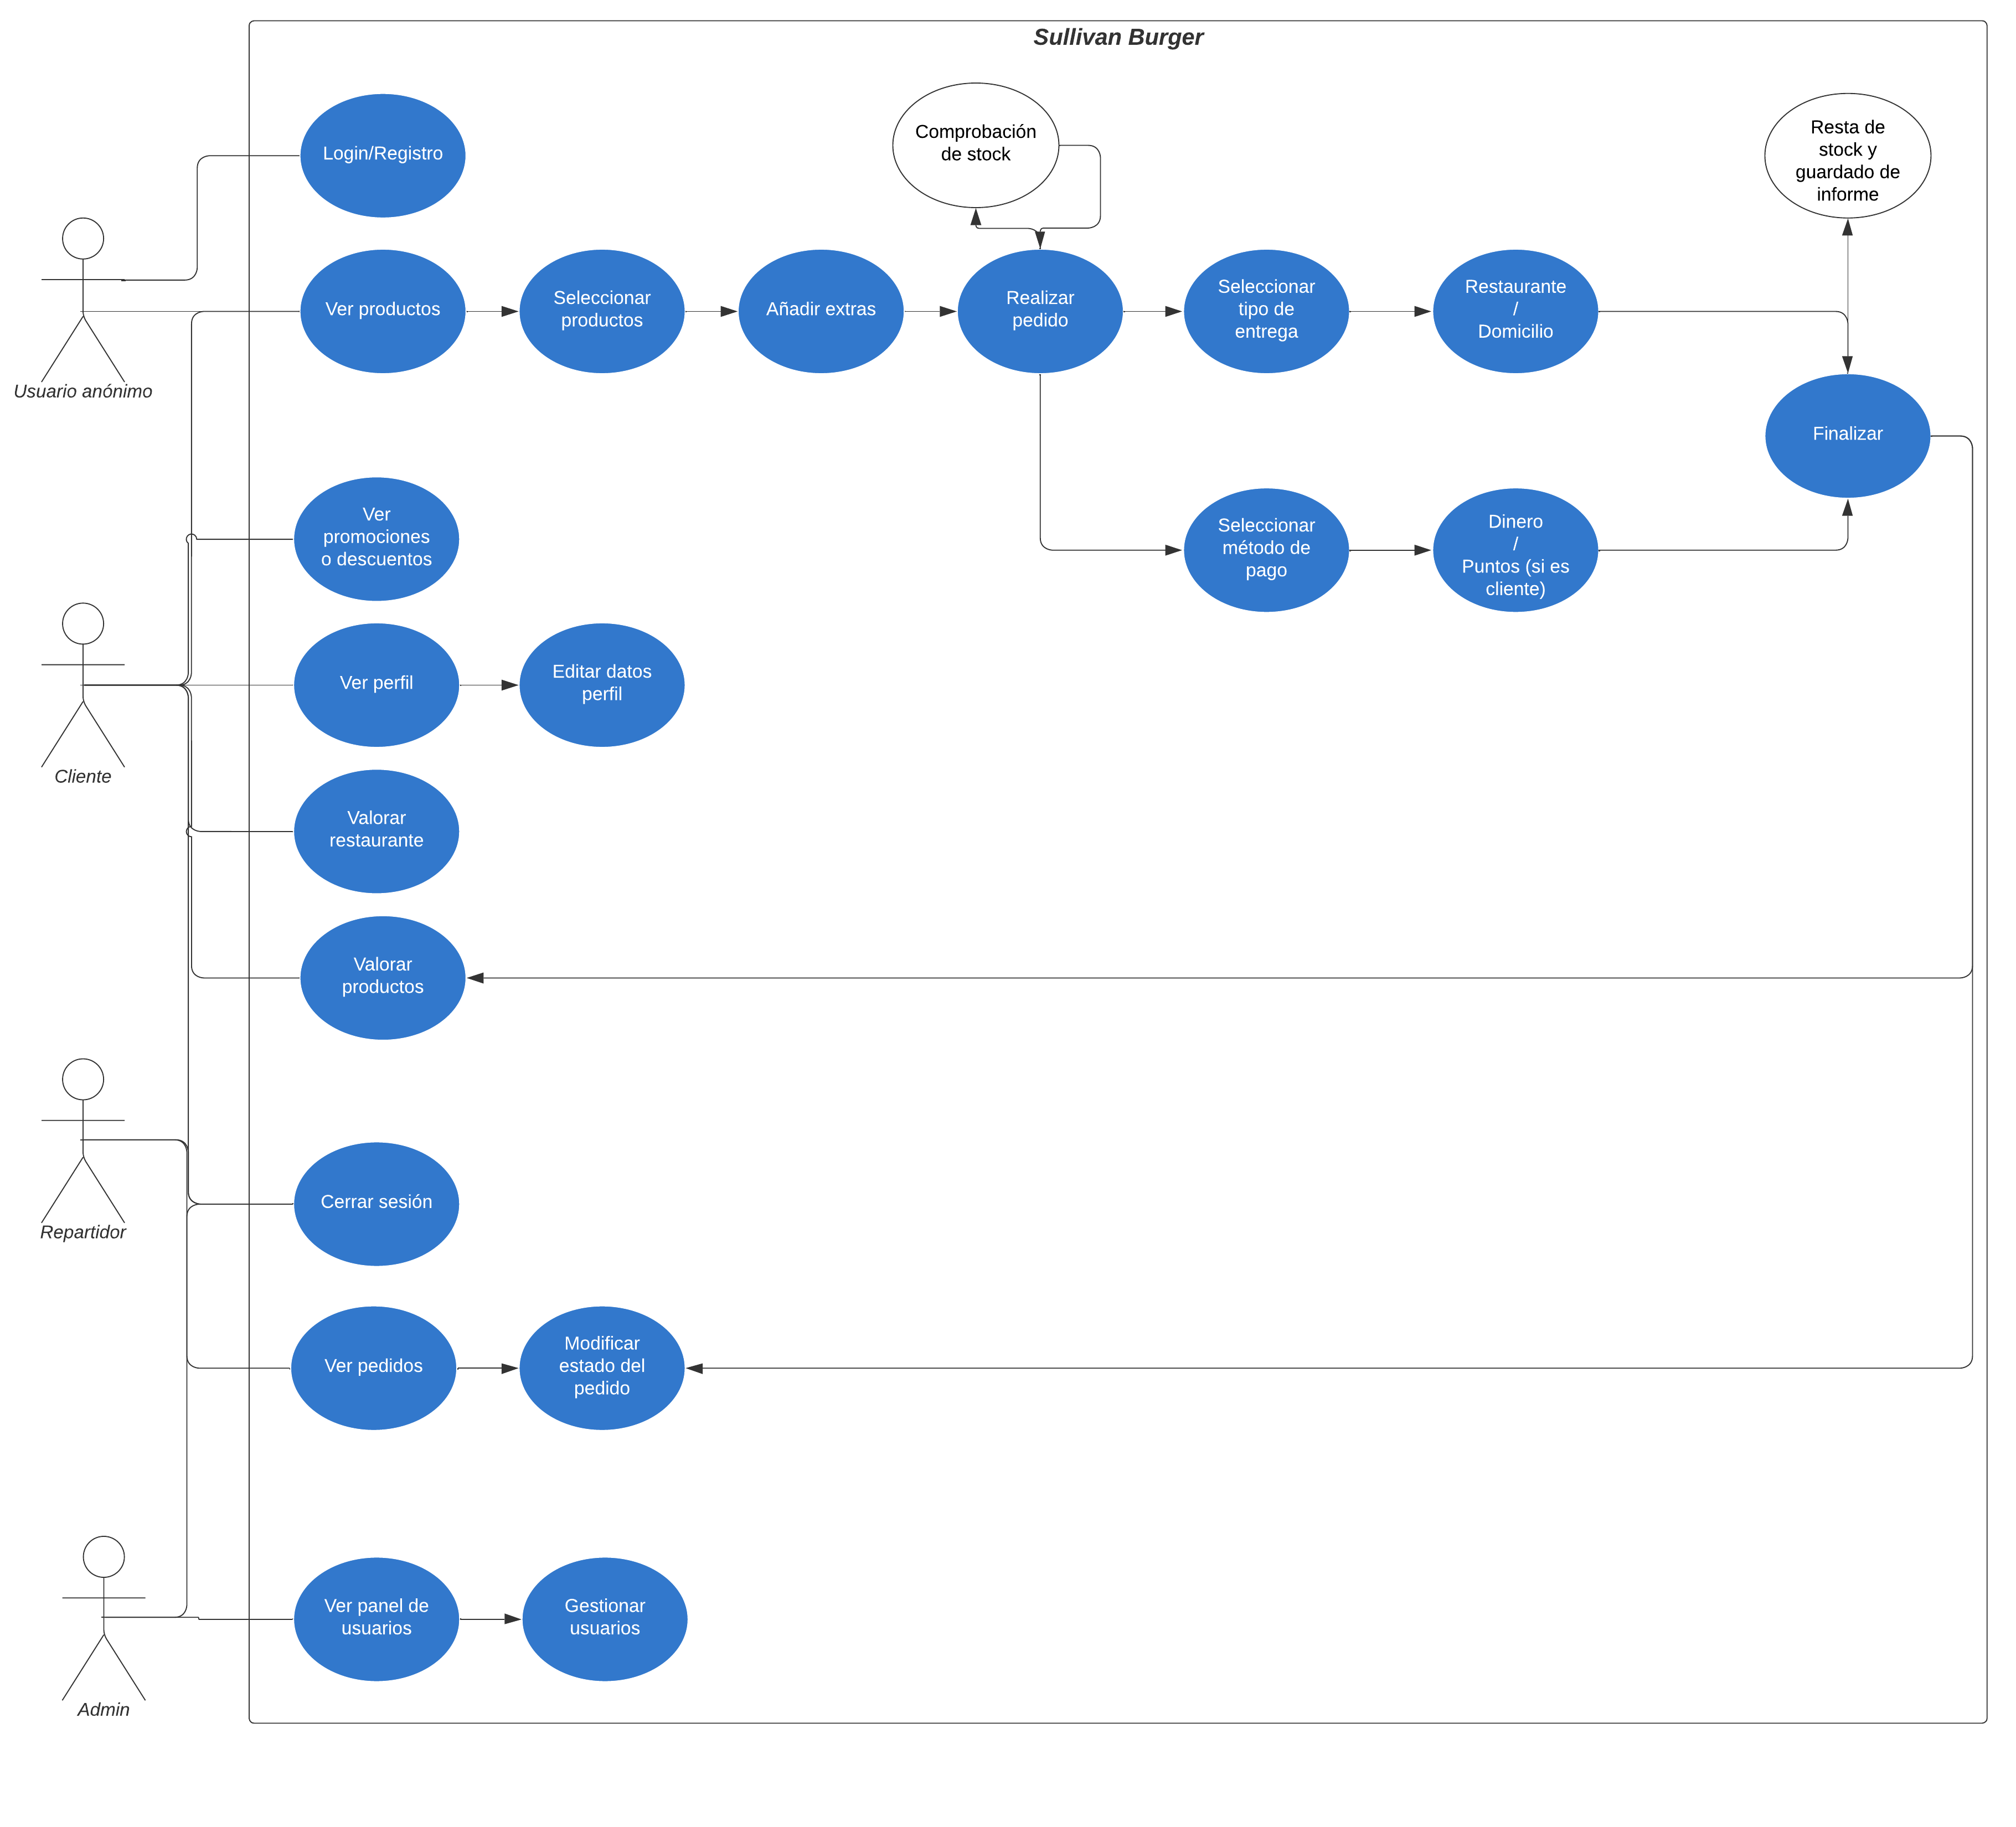 Sullivan Burger
Login/Registro
Comprobación
de stock
Resta de
stock y
guardado de
informe
Usuario anónimo
Ver productos
Seleccionar
productos
Añadir extras
Realizar
pedido
Seleccionar
tipo de
entrega
Restaurante
/
Domicilio
Finalizar
Ver
promociones
o descuentos
Seleccionar
método de
pago
Dinero
/
Puntos (si es
cliente)
Cliente
Ver perfil
Editar datos
perfil
Valorar
restaurante
Valorar
productos
Repartidor
Cerrar sesión
Ver pedidos
Modificar
estado del
pedido
Admin
Ver panel de
usuarios
Gestionar
usuarios